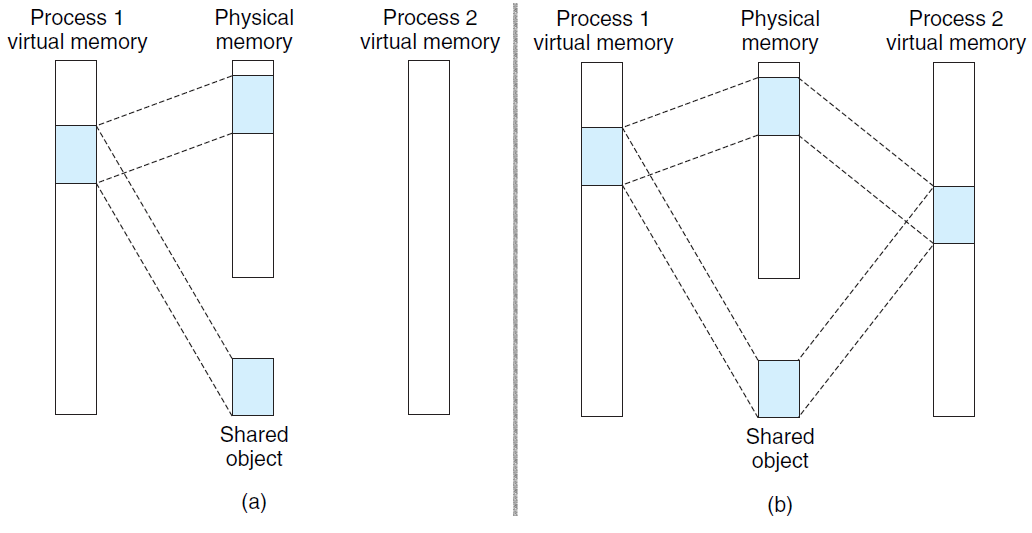 Process 1
virtual memory
Physical
memory
Process 2
virtual memory
Shared
object
(a)
Process 1
virtual memory
Physical
memory
Process 2
virtual memory
Shared
object
(b)